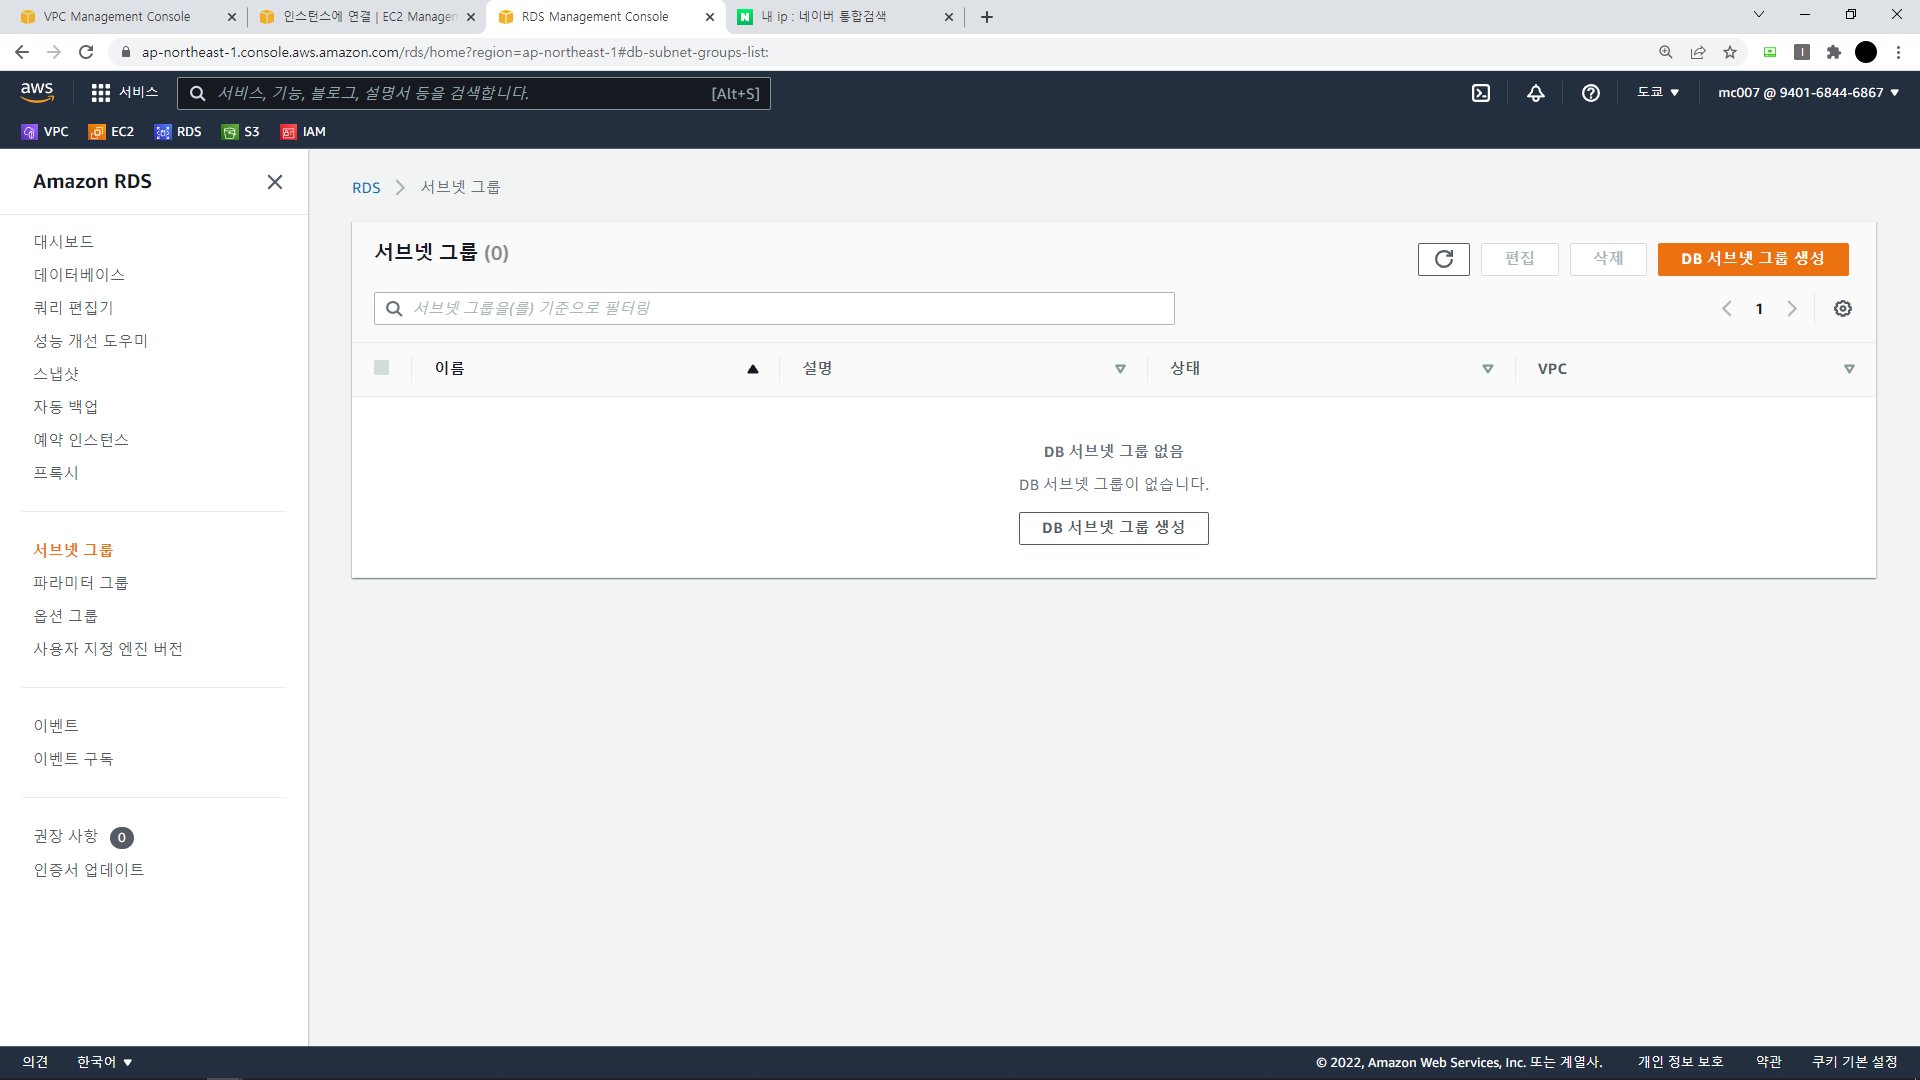 VPC Management Console
인스턴스에 연결 | EC2 Managen
RDS Management Console
내 ip : 네이버 통합검색
ap-northeast-1.console.aws.amazon.com/rds/home?region=ap-northeast-1#db-subnet-groups-list:
aws
서비스
서비스, 기능, 블로그, 설명서 등을 검색합니다.
[Alt+S]
도쿄
mc007 @ 9401-6844-6867
VPC
EC2
RDS
S3
IAM
Amazon RDS
대시보드
데이터베이스
쿼리 편집기
성능 개선 도우미
스냅샷
자동 백업
예약 인스턴스
프록시
서브넷 그룹
파라미터 그룹
옵션 그룹
사용자 지정 엔진 버전
이벤트
이벤트 구독
권장 사항 0
인증서 업데이트
RDS
서브넷 그룹
서브넷 그룹 (0)
편집
삭제
DB 서브넷 그룹 생성
서브넷 그룹을(를) 기준으로 필터링
1
이름
설명
상태
VPC
DB 서브넷 그룹 없음
DB 서브넷 그룹이 없습니다.
DB 서브넷 그룹 생성
의견
한국어
© 2022, Amazon Web Services, Inc. 또는 계열사.
개인 정보 보호
약관
쿠키 기본 설정